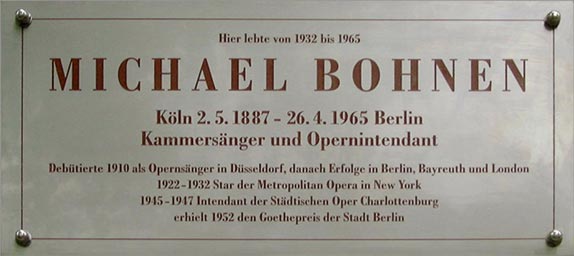 Hier lebte von 1932 bis 1965
MICHAEL BOHNEN
Köln 2. 5. 1887 – 26. 4. 1965 Berlin
Kammersänger und Opernintendant
Debütierte 1910 als Opernsänger in Düsseldorf, danach Erfolge in Berlin, Bayreuth und London
1922–1932 Star der Metropolitan Opera in New York
1945–1947 Intendant der Städtischen Oper Charlottenburg
erhielt 1952 den Goethepreis der Stadt Berlin